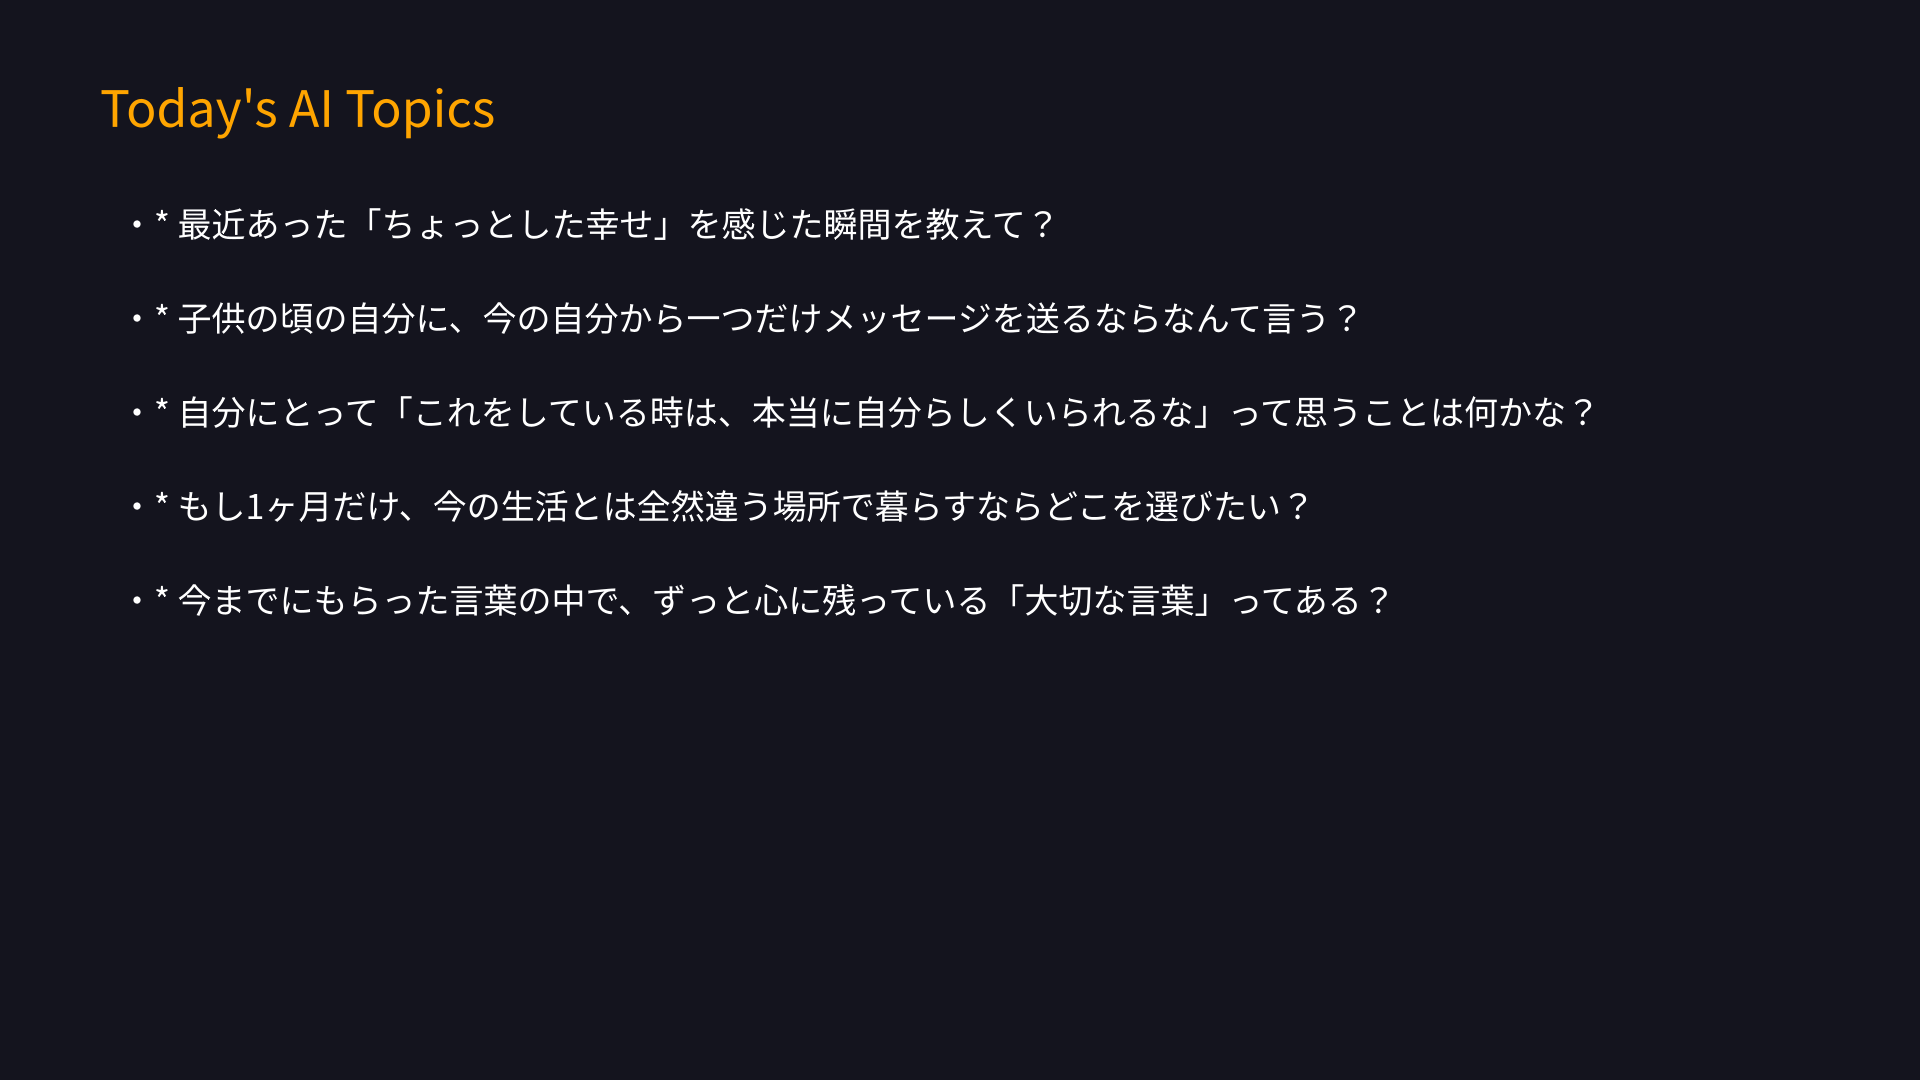 Today's AI Topics
・* 最近あった「ちょっとした幸せ」を感じた瞬間を教えて？
・* 子供の頃の自分に、今の自分から一つだけメッセージを送るならなんて言う？
・* 自分にとって「これをしている時は、本当に自分らしくいられるな」って思うことは何かな？
・* もし1ヶ月だけ、今の生活とは全然違う場所で暮らすならどこを選びたい？
・* 今までにもらった言葉の中で、ずっと心に残っている「大切な言葉」ってある？